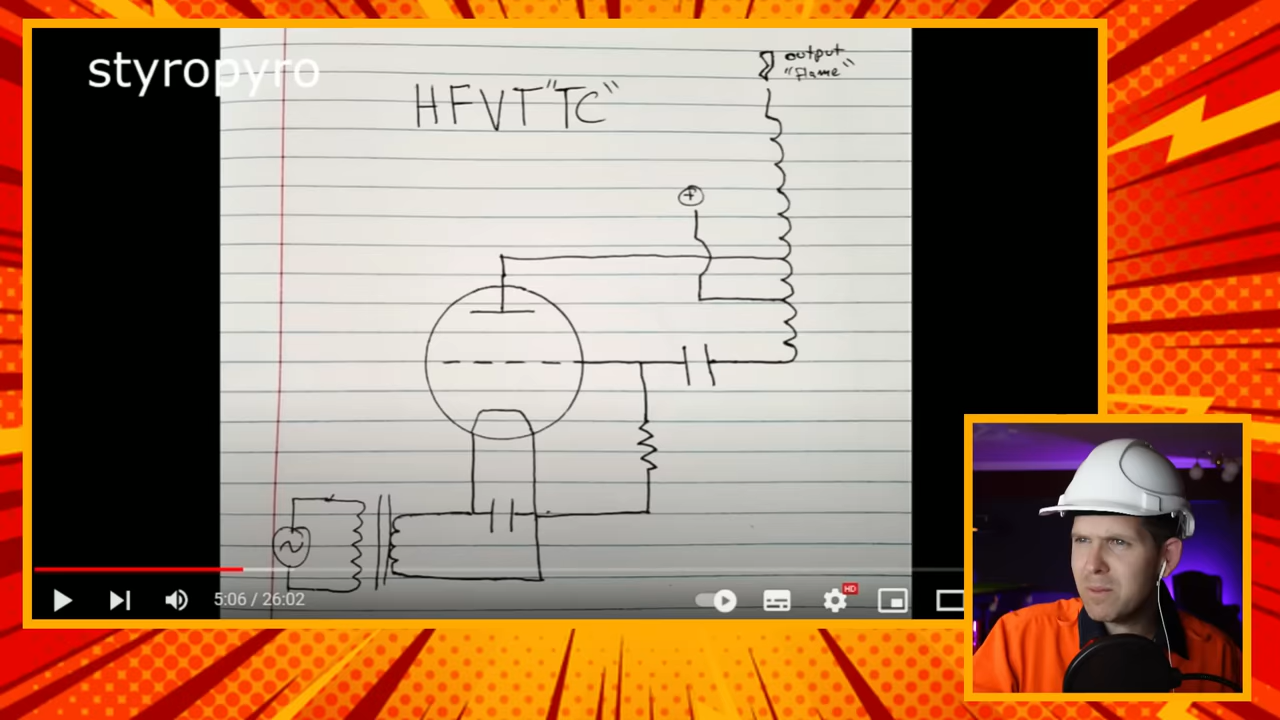 styropyro
HFVT"TC"
output
"flame"
+
5:06 / 26:02
HD